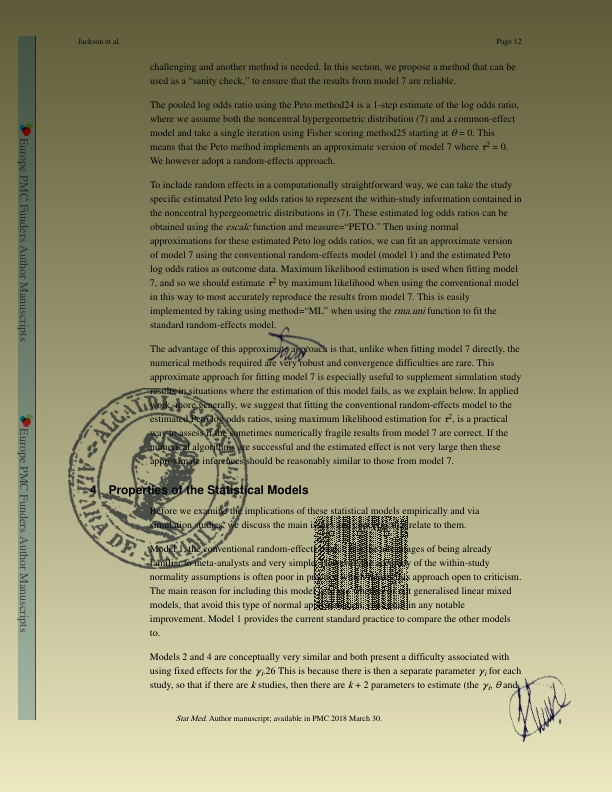 Jackson et al.
Page 12
challenging and another method is needed. In this section, we propose a method that can be
used as a “sanity check,” to ensure that the results from model 7 are reliable.
The pooled log odds ratio using the Peto method24 is a 1-step estimate of the log odds ratio,
where we assume both the noncentral hypergeometric distribution (7) and a common-effect
model and take a single iteration using Fisher scoring method25 starting at θ = 0. This
means that the Peto method implements an approximate version of model 7 where τ² = 0.
We however adopt a random-effects approach.
To include random effects in a computationally straightforward way, we can take the study
specific estimated Peto log odds ratios to represent the within-study information contained in
the noncentral hypergeometric distributions in (7). These estimated log odds ratios can be
obtained using the escalc function and measure=“PETO.” Then using normal
approximations for these estimated Peto log odds ratios, we can fit an approximate version
of model 7 using the conventional random-effects model (model 1) and the estimated Peto
log odds ratios as outcome data. Maximum likelihood estimation is used when fitting model
7, and so we should estimate τ² by maximum likelihood when using the conventional model
in this way to most accurately reproduce the results from model 7. This is easily
implemented by taking using method=“ML” when using the rma.uni function to fit the
standard random-effects model.
The advantage of this approximate approach is that, unlike when fitting model 7 directly, the
numerical methods required are very robust and convergence difficulties are rare. This
approximate approach for fitting model 7 is especially useful to supplement simulation study
results in situations where the estimation of this model fails, as we explain below. In applied
work, more generally, we suggest that fitting the conventional random-effects model to the
estimated Peto log odds ratios, using maximum likelihood estimation for τ², is a practical
way to assess if the sometimes numerically fragile results from model 7 are correct. If the
numerical algorithms are successful and the estimated effect is not very large then these
approximate inferences should be reasonably similar to those from model 7.
4 Properties of the Statistical Models
Before we examine the implications of these statistical models empirically and via
simulation studies, we discuss the main relate to them.
Model 1, the conventional random-effects of being already
familiar to meta-analysts and very simple. of the within-study
normality assumptions is often poor in approach open to criticism.
The main reason for including this model generalised linear mixed
models, that avoid this type of normal in any notable
improvement. Model 1 provides the current standard practice to compare the other models
to.
Models 2 and 4 are conceptually very similar and both present a difficulty associated with
using fixed effects for the γi.26 This is because there is then a separate parameter γi for each
study, so that if there are k studies, then there are k + 2 parameters to estimate (the γi, θ and
Stat Med. Author manuscript; available in PMC 2018 March 30.
Europe PMC Funders Author Manuscripts
Europe PMC Funders Author Manuscripts